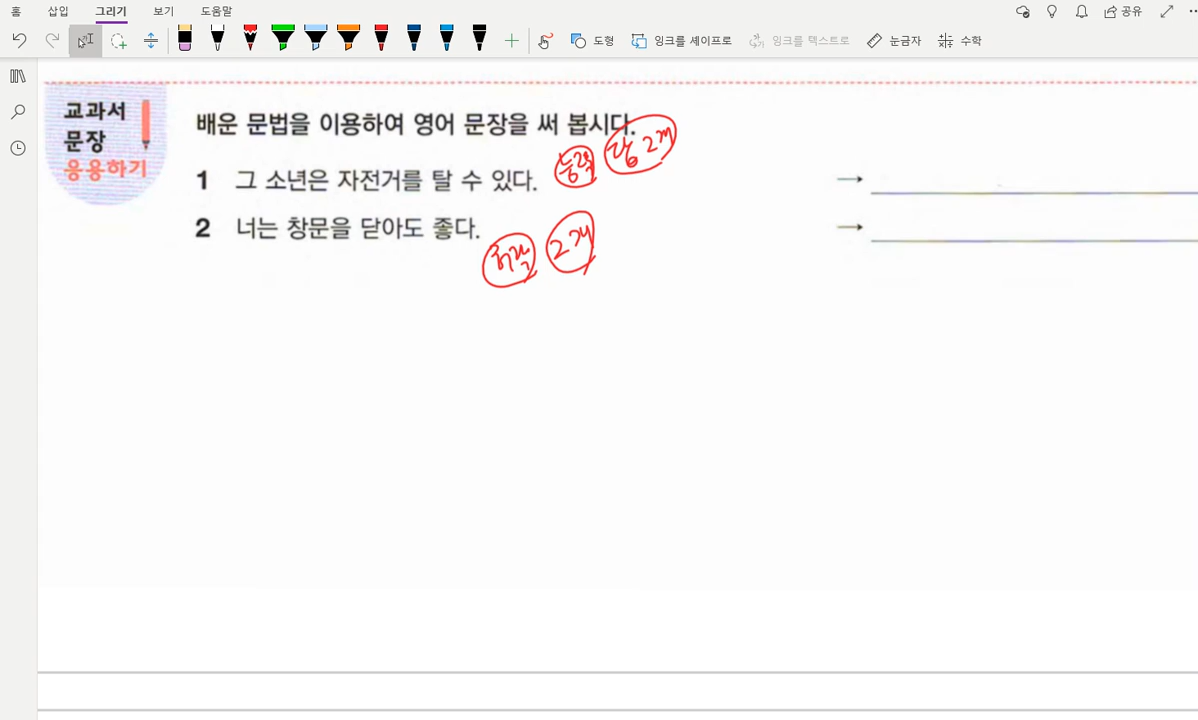 홈 삽입 그리기 보기 도움말
공유
도형 잉크를 셰이프로 잉크를 텍스트로 눈금자 수학
교과서
문장
응용하기
배운 문법을 이용하여 영어 문장을 써 봅시다.
1 그 소년은 자전거를 탈 수 있다. 능력 답 2개
2 너는 창문을 닫아도 좋다.
허락 2개